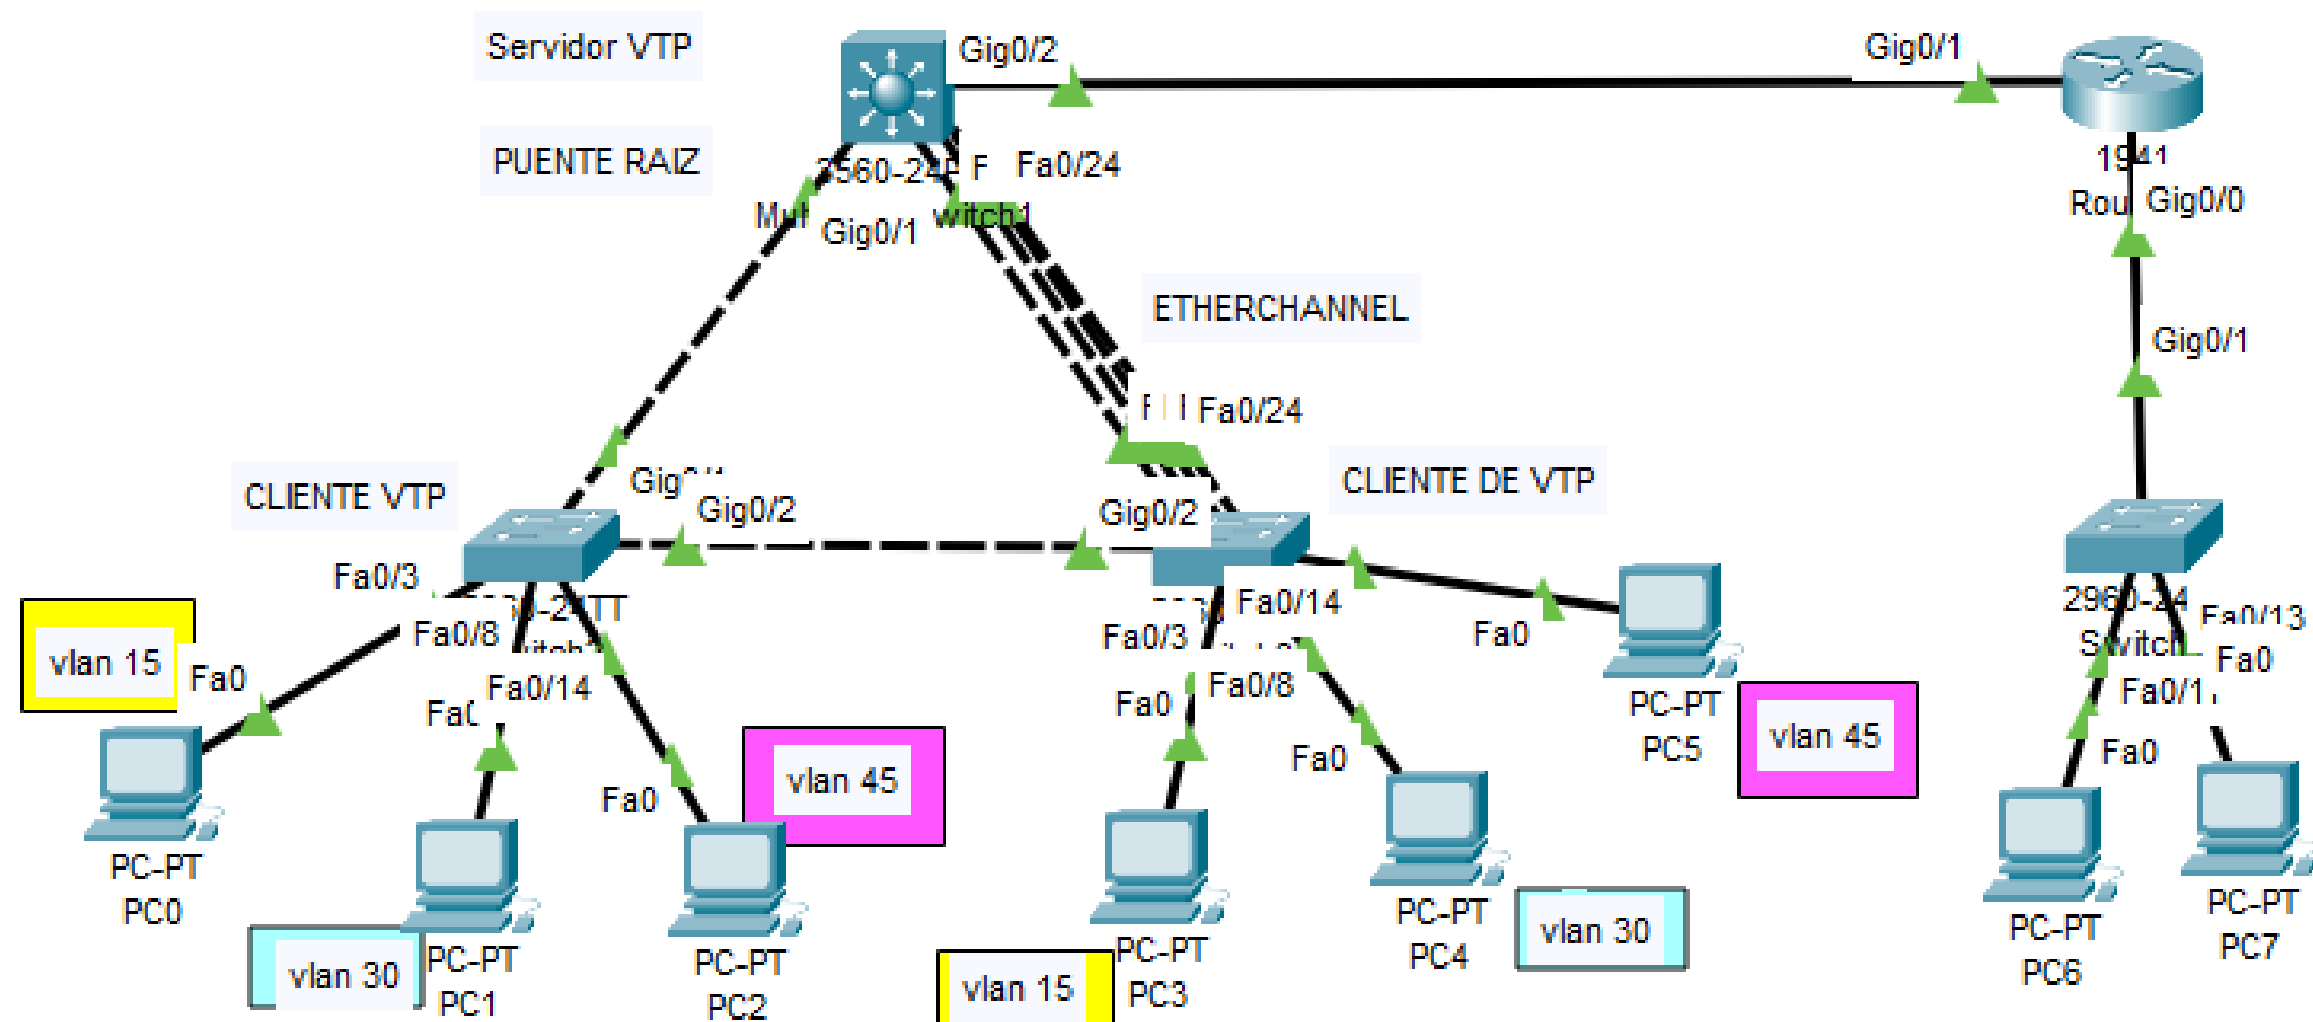 Servidor VTP
Gig0/2
Gig0/1
PUENTE RAIZ
F
Fa0/24
1941
Gig0/0
Gig0/1
ETHERCHANNEL
Gig0/1
Fa0/24
CLIENTE DE VTP
CLIENTE VTP
Gig0/2
Gig0/2
Fa0/3
Fa0/8
Fa0/14
Fa0/3
Fa0
Fa0/13
vlan 15
Fa0
Fa0/14
Fa0/8
Fa0
Fa0
PC-PT
PC5
vlan 45
Fa0
Fa0
Fa0
vlan 45
PC-PT
PC0
vlan 30
PC-PT
PC1
PC-PT
PC2
vlan 15
PC-PT
PC3
PC-PT
PC4
vlan 30
PC-PT
PC6
PC-PT
PC7